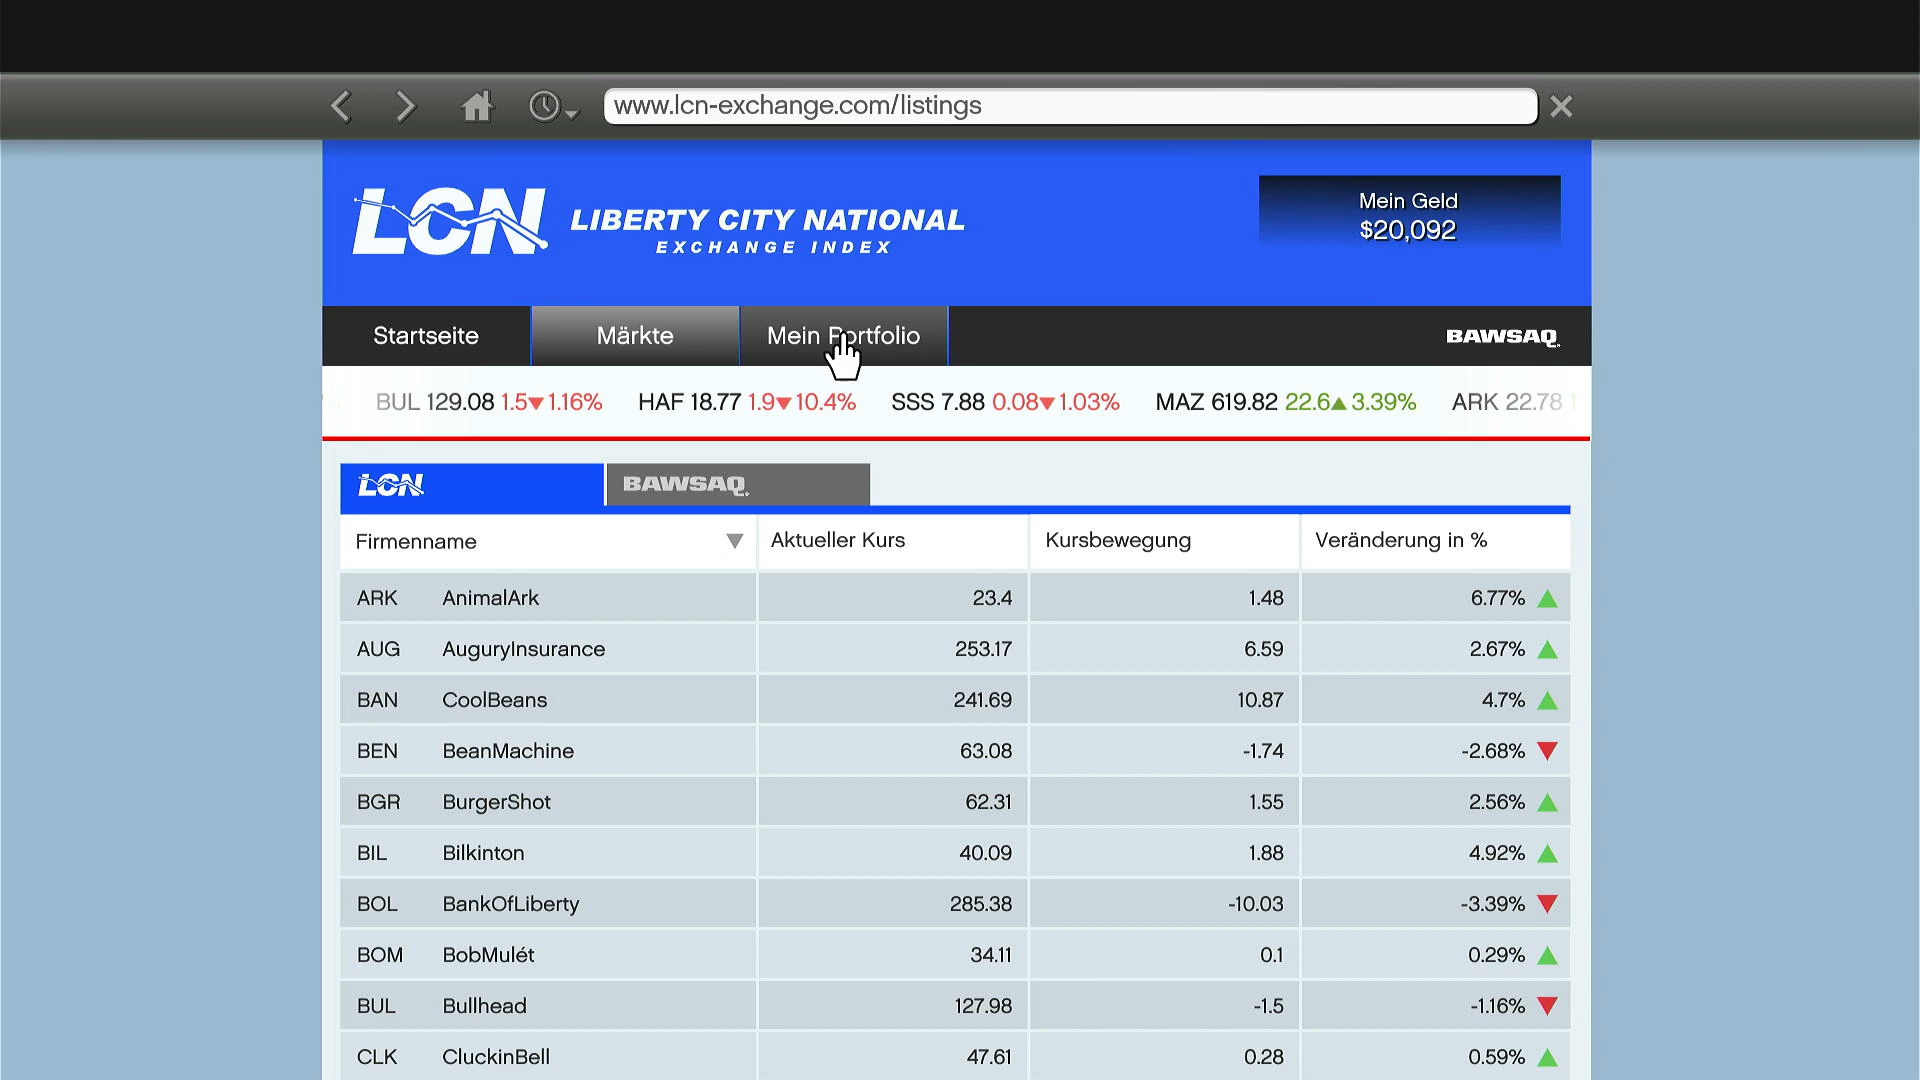 www.lcn-exchange.com/listings
LCN LIBERTY CITY NATIONAL
EXCHANGE INDEX
Mein Geld
$20,092
Startseite Märkte Mein Portfolio BAWSAQ
BUL 129.08 1.5▼1.16% HAF 18.77 1.9▼10.4% SSS 7.88 0.08▼1.03% MAZ 619.82 22.6▲3.39% ARK 22.78
LCN BAWSAQ
Firmenname ▼ Aktueller Kurs Kursbewegung Veränderung in %
ARK AnimalArk 23.4 1.48 6.77% ▲
AUG AuguryInsurance 253.17 6.59 2.67% ▲
BAN CoolBeans 241.69 10.87 4.7% ▲
BEN BeanMachine 63.08 -1.74 -2.68% ▼
BGR BurgerShot 62.31 1.55 2.56% ▲
BIL Bilkinton 40.09 1.88 4.92% ▲
BOL BankOfLiberty 285.38 -10.03 -3.39% ▼
BOM BobMulét 34.11 0.1 0.29% ▲
BUL Bullhead 127.98 -1.5 -1.16% ▼
CLK CluckinBell 47.61 0.28 0.59% ▲